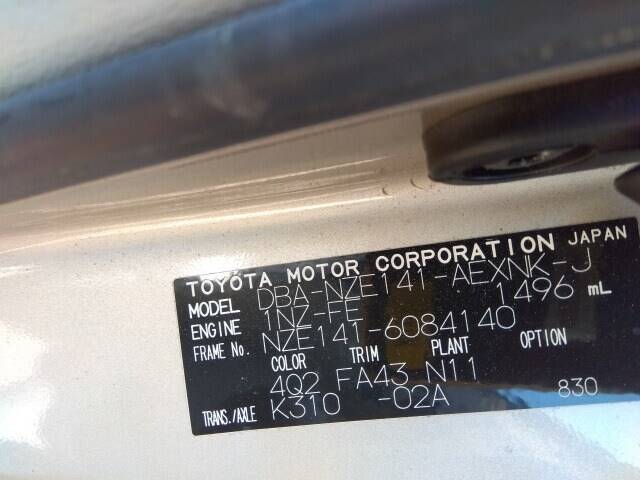 TOYOTA MOTOR CORPORATION JAPAN
MODEL DBA-NZE141-AEXNK-J
ENGINE 1NZ-FE 1496 mL
FRAME No. NZE141-6084140
COLOR TRIM PLANT OPTION
4Q2 FA43 N11
TRANS./AXLE K310 -02A 830